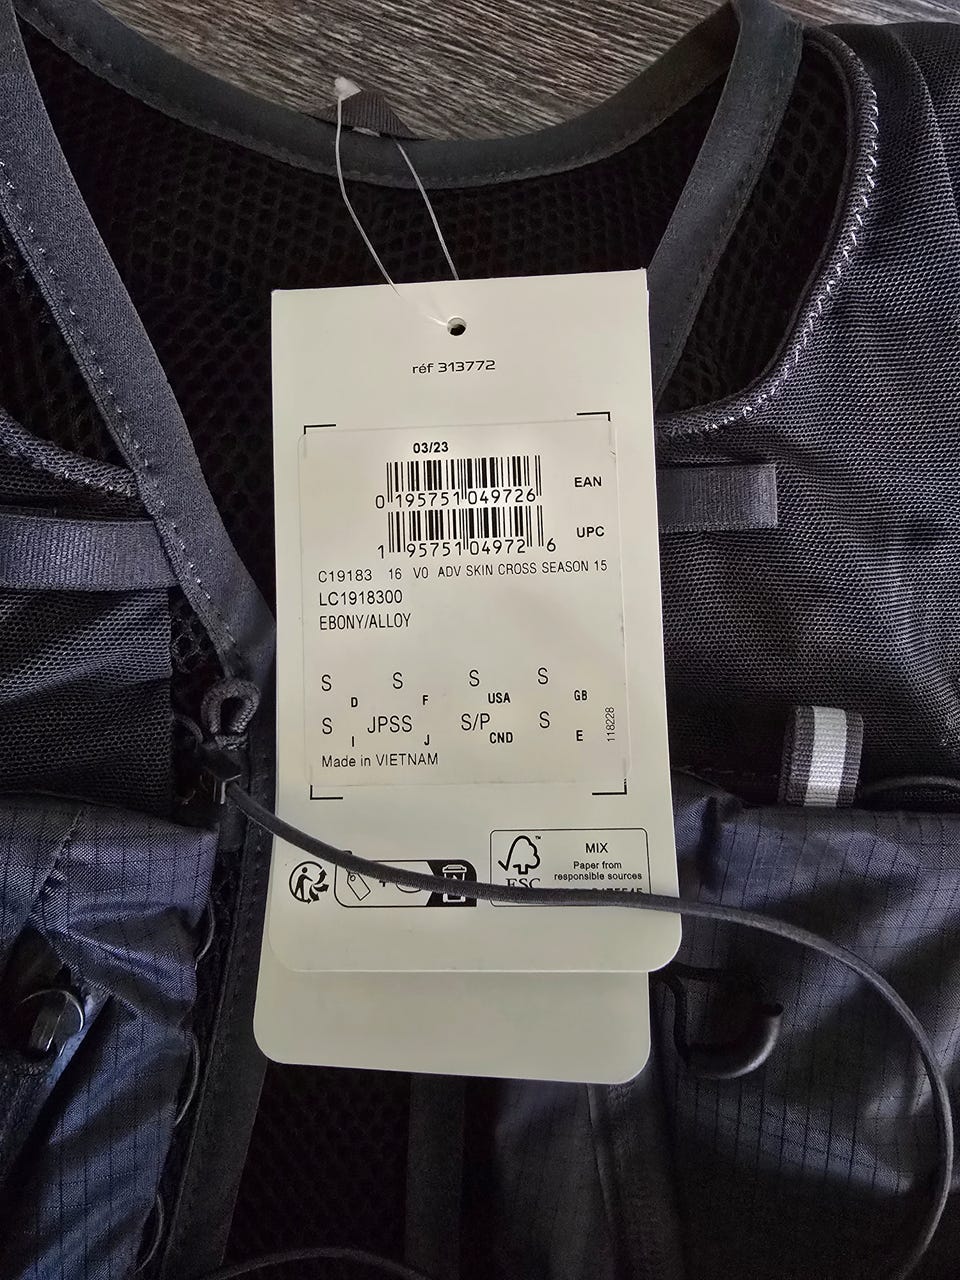 réf 313772
03/23
0 195751 049726 EAN
1 95751 04972 6 UPC
C19183 16 V0 ADV SKIN CROSS SEASON 15
LC1918300
EBONY/ALLOY
S D S F S USA S GB
S I JPSS J S/P CND S E
118228
Made in VIETNAM
MIX
Paper from
responsible sources
FSC